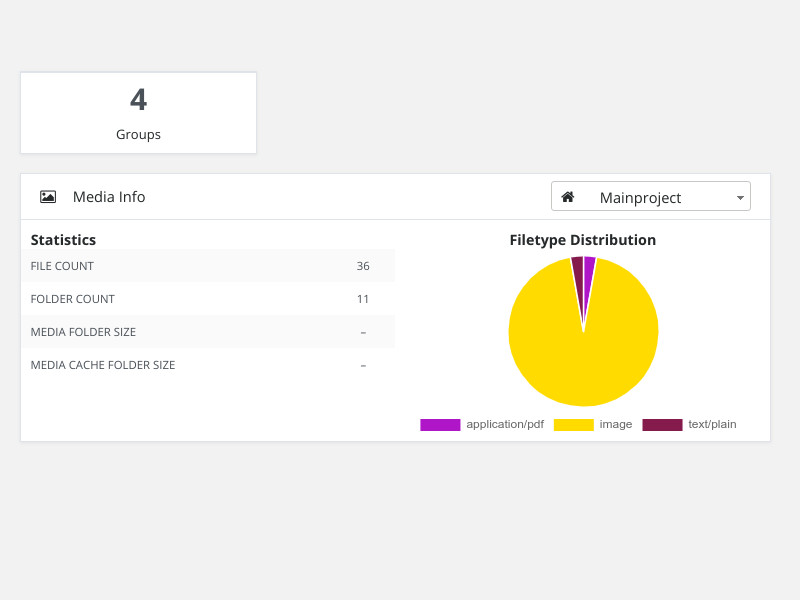 4
Groups
Media Info
Mainproject
Statistics
FILE COUNT 36
FOLDER COUNT 11
MEDIA FOLDER SIZE –
MEDIA CACHE FOLDER SIZE –
Filetype Distribution
application/pdf image text/plain